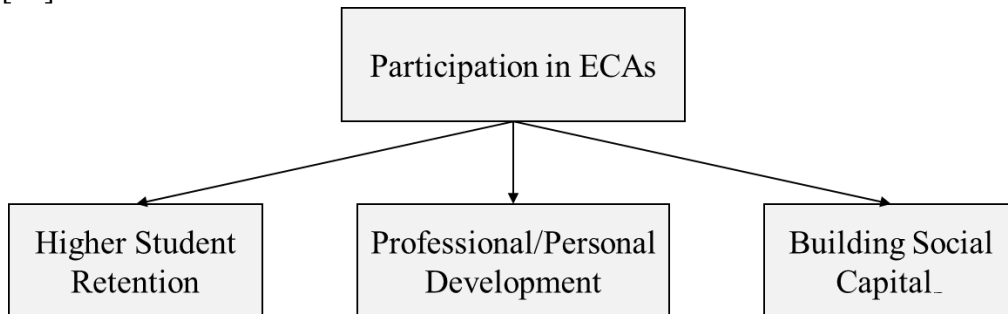 Participation in ECAs
Higher Student
Retention
Professional/Personal
Development
Building Social
Capital